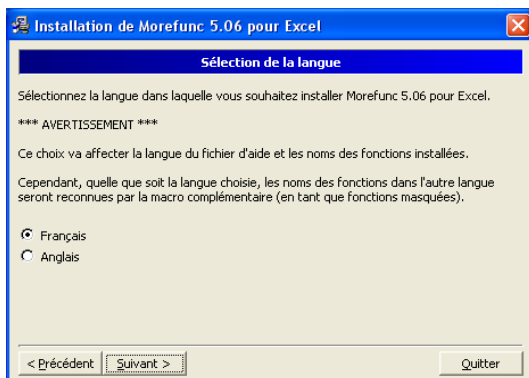 Installation de Morefunc 5.06 pour Excel
Sélection de la langue
Sélectionnez la langue dans laquelle vous souhaitez installer Morefunc 5.06 pour Excel.
*** AVERTISSEMENT ***
Ce choix va affecter la langue du fichier d'aide et les noms des fonctions installées.
Cependant, quelle que soit la langue choisie, les noms des fonctions dans l'autre langue
seront reconnues par la macro complémentaire (en tant que fonctions masquées).
Français
Anglais
< Précédent Suivant > Quitter